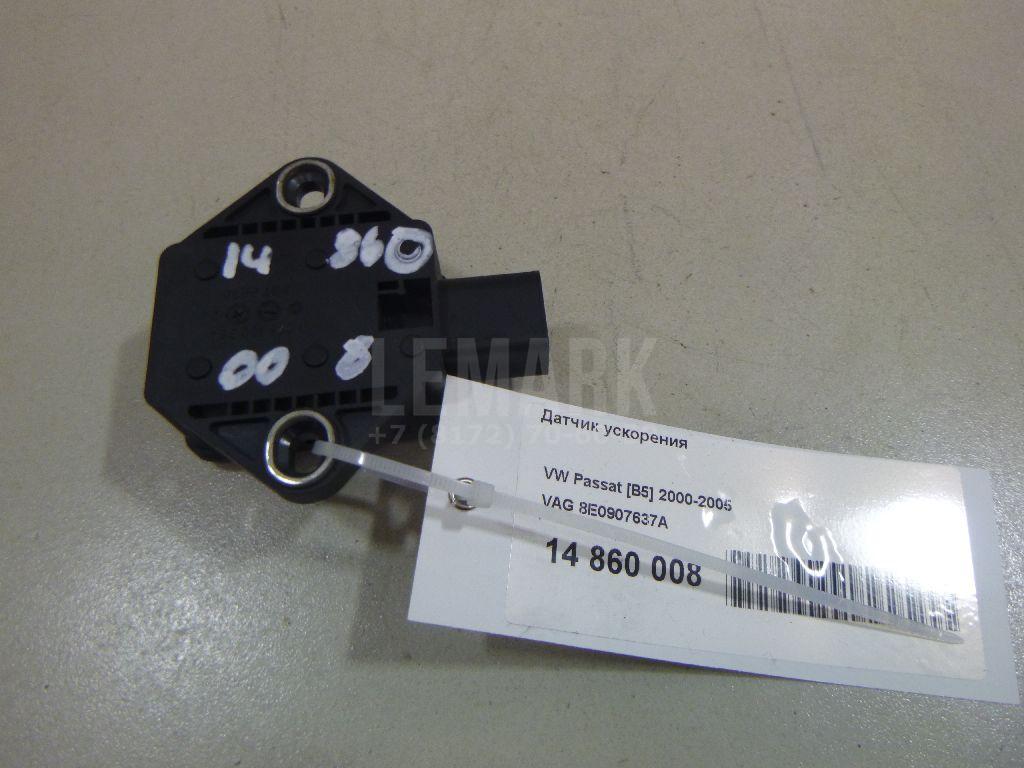 14 860
00 8
LEMARK
Датчик ускорения
VW Passat [B5] 2000-2005
VAG 8E0907637A
14 860 008